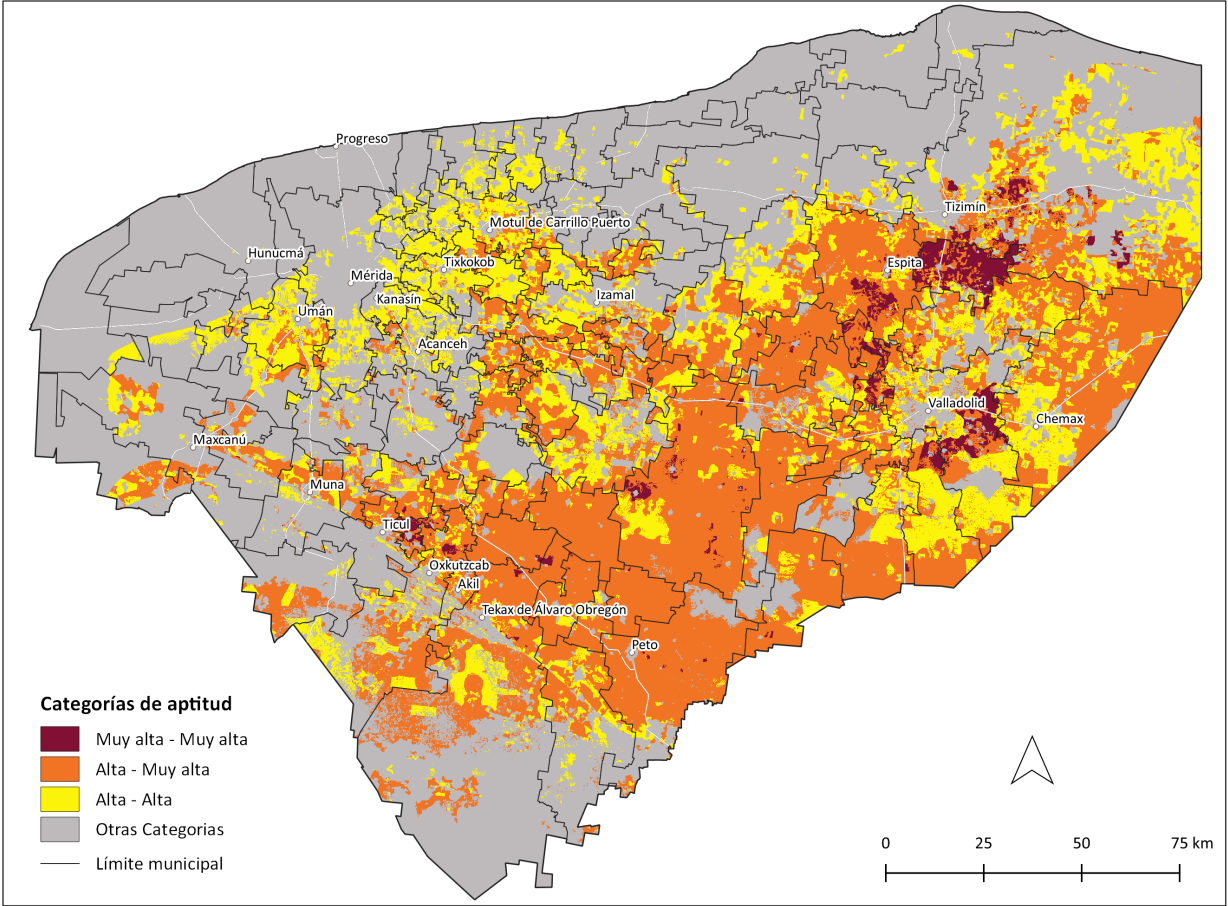 Progreso
Tizimín
Motul de Carrillo Puerto
Hunucmá
Tixkokob
Espita
Mérida
Izamal
Kanasín
Umán
Acanceh
Valladolid
Chemax
Maxcanú
Muna
Ticul
Oxkutzcab
Akil
Tekax de Álvaro Obregón
Peto
Categorías de aptitud
Muy alta - Muy alta
Alta - Muy alta
Alta - Alta
Otras Categorias
Límite municipal
0 25 50 75 km